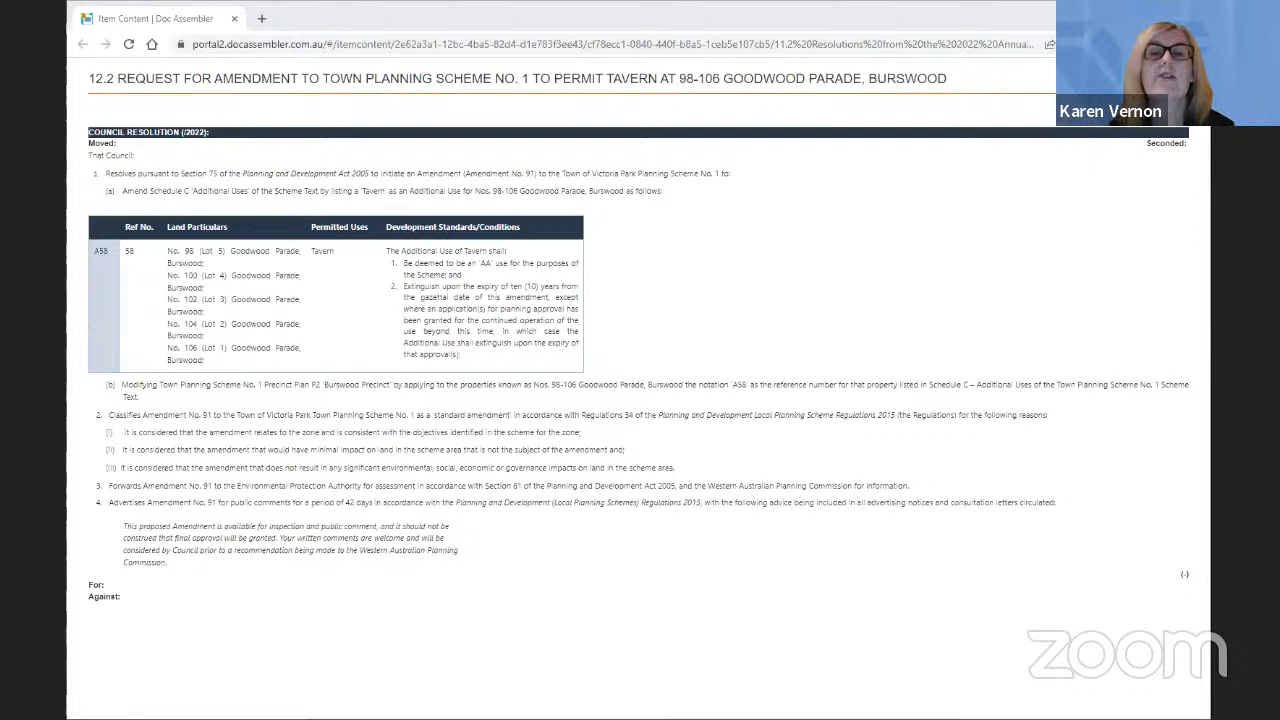 Item Content | Doc Assembler
portal2.docassembler.com.au/#/itemcontent/2e62a3a1-12bc-4ba5-82d4-d1e783f3ee43/cf78ecc1-0840-440f-b8a5-1ceb5e107cb5/11.2%20Resolutions%20from%20the%202022%20Annua...
12.2 REQUEST FOR AMENDMENT TO TOWN PLANNING SCHEME NO. 1 TO PERMIT TAVERN AT 98-106 GOODWOOD PARADE, BURSWOOD
Karen Vernon
COUNCIL RESOLUTION (/2022):
Moved: Seconded:
That Council:
1. Resolves pursuant to Section 75 of the Planning and Development Act 2005 to initiate an Amendment (Amendment No. 91) to the Town of Victoria Park Planning Scheme No. 1 to:
(a) Amend Schedule C 'Additional Uses' of the Scheme Text by listing a 'Tavern' as an Additional Use for Nos. 98-106 Goodwood Parade, Burswood as follows:
Ref No. Land Particulars Permitted Uses Development Standards/Conditions
A58 58 No. 98 (Lot 5) Goodwood Parade, Tavern The Additional Use of Tavern shall:
Burswood; 1. Be deemed to be an 'AA' use for the purposes of
No. 100 (Lot 4) Goodwood Parade, the Scheme; and
Burswood; 2. Extinguish upon the expiry of ten (10) years from
No. 102 (Lot 3) Goodwood Parade, the gazettal date of this amendment, except
Burswood; where an application(s) for planning approval has
No. 104 (Lot 2) Goodwood Parade, been granted for the continued operation of the
Burswood; use beyond this time, in which case the
No. 106 (Lot 1) Goodwood Parade, Additional Use shall extinguish upon the expiry of
Burswood; that approval(s);
(b) Modifying Town Planning Scheme No. 1 Precinct Plan P2 'Burswood Precinct' by applying to the properties known as Nos. 98-106 Goodwood Parade, Burswood the notation 'A58' as the reference number for that property listed in Schedule C – Additional Uses of the Town Planning Scheme No. 1 Scheme
Text.
2. Classifies Amendment No. 91 to the Town of Victoria Park Town Planning Scheme No. 1 as a 'standard amendment' in accordance with Regulations 34 of the Planning and Development Local Planning Scheme Regulations 2015 (the Regulations) for the following reasons:
(i) it is considered that the amendment relates to the zone and is consistent with the objectives identified in the scheme for the zone;
(ii) It is considered that the amendment that would have minimal impact on land in the scheme area that is not the subject of the amendment and;
(iii) It is considered that the amendment that does not result in any significant environmental, social, economic or governance impacts on land in the scheme area.
3. Forwards Amendment No. 91 to the Environmental Protection Authority for assessment in accordance with Section 81 of the Planning and Development Act 2005, and the Western Australian Planning Commission for information.
4. Advertises Amendment No. 91 for public comments for a period of 42 days in accordance with the Planning and Development (Local Planning Schemes) Regulations 2015, with the following advice being included in all advertising notices and consultation letters circulated:
This proposed Amendment is available for inspection and public comment, and it should not be
construed that final approval will be granted. Your written comments are welcome and will be
considered by Council prior to a recommendation being made to the Western Australian Planning
Commission.
(-)
For:
Against:
zoom